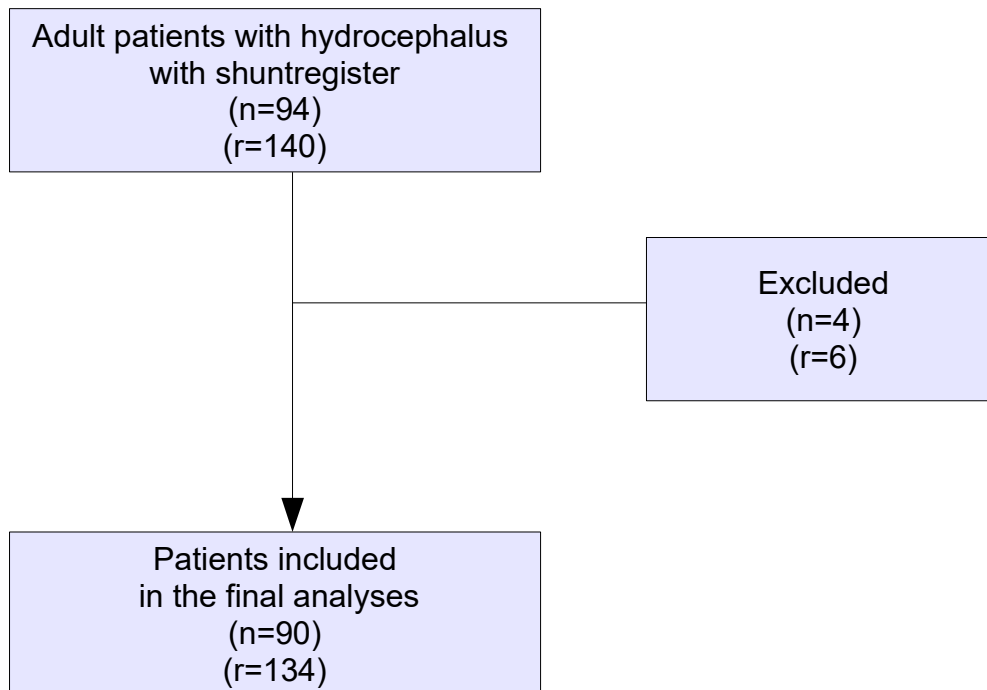 Adult patients with hydrocephalus
with shuntregister
(n=94)
(r=140)
Excluded
(n=4)
(r=6)
Patients included
in the final analyses
(n=90)
(r=134)